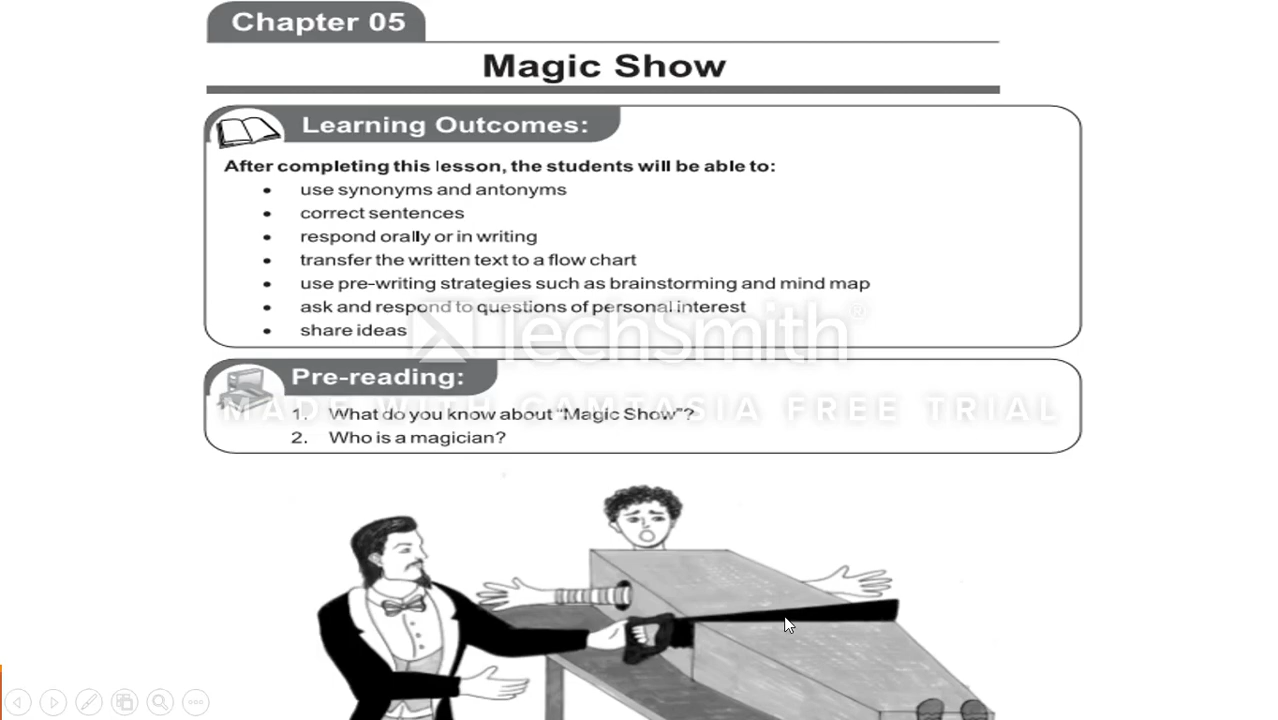 Chapter 05
Magic Show
Learning Outcomes:
After completing this lesson, the students will be able to:
• use synonyms and antonyms
• correct sentences
• respond orally or in writing
• transfer the written text to a flow chart
• use pre-writing strategies such as brainstorming and mind map
• ask and respond to questions of personal interest
• share ideas
TechSmith®
Pre-reading:
MADE WITH CAMTASIA FREE TRIAL
1. What do you know about “Magic Show”?
2. Who is a magician?